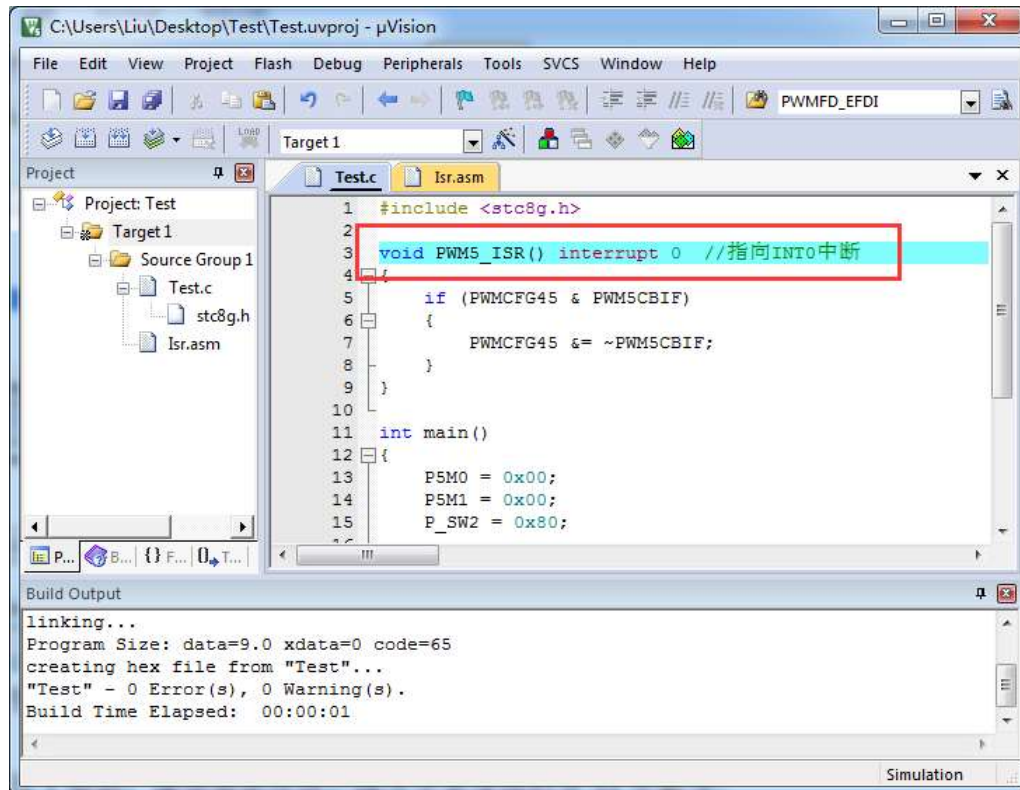 C:\Users\Liu\Desktop\Test\Test.uvproj - µVision
File Edit View Project Flash Debug Peripherals Tools SVCS Window Help
PWMFD_EFDI
LOAD
Target 1
Project
Project: Test
Target 1
Source Group 1
Test.c
stc8g.h
Isr.asm
P... B... {} F... 0 T...
Test.c Isr.asm
1 #include <stc8g.h>
2
3 void PWM5_ISR() interrupt 0 //指向INT0中断
4 {
5 if (PWMCFG45 & PWM5CBIF)
6 {
7 PWMCFG45 &= ~PWM5CBIF;
8 }
9 }
10
11 int main()
12 {
13 P5M0 = 0x00;
14 P5M1 = 0x00;
15 P_SW2 = 0x80;
Build Output
linking...
Program Size: data=9.0 xdata=0 code=65
creating hex file from "Test"...
"Test" - 0 Error(s), 0 Warning(s).
Build Time Elapsed: 00:00:01
Simulation